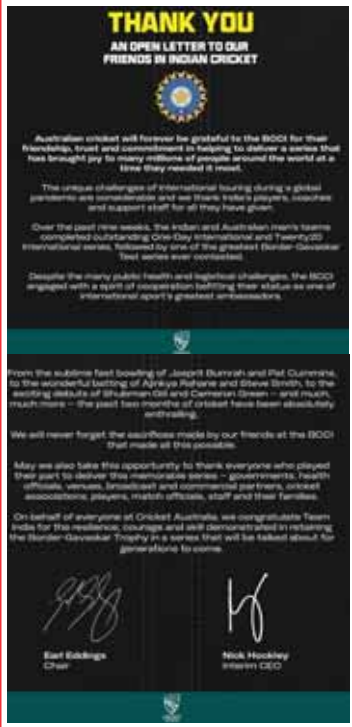 THANK YOU
AN OPEN LETTER TO OUR
FRIENDS IN INDIAN CRICKET
Australian cricket will forever be grateful to the BCCI for their
friendship, trust and commitment in helping to deliver a series that
has brought joy to many millions of people around the world at a
time they needed it most.
The unique challenges of international touring during a global
pandemic are considerable and we thank India's players, coaches
and support staff for all they have given.
Over the past nine weeks, the Indian and Australian men's teams
completed outstanding One-Day International and Twenty20
International series, followed by one of the greatest Border-Gavaskar
Test series ever contested.
Despite the many public health and logistical challenges, the BCCI
engaged with a spirit of cooperation befitting their status as one of
international sport's greatest ambassadors.
From the sublime fast bowling of Jasprit Bumrah and Pat Cummins,
to the wonderful batting of Ajinkya Rahane and Steve Smith, to the
exciting debuts of Shubman Gill and Cameron Green – and much,
much more – the past two months of cricket have been absolutely
enthralling.
We will never forget the sacrifices made by our friends at the BCCI
that made all this possible.
May we also take this opportunity to thank everyone who played
their part to deliver this memorable series – governments, health
officials, venues, broadcast and commercial partners, cricket
associations, players, match officials, staff and their families.
On behalf of everyone at Cricket Australia, we congratulate Team
India for the resilience, courage and skill demonstrated in retaining
the Border-Gavaskar Trophy in a series that will be talked about for
generations to come.
Earl Eddings
Chair
Nick Hockley
Interim CEO